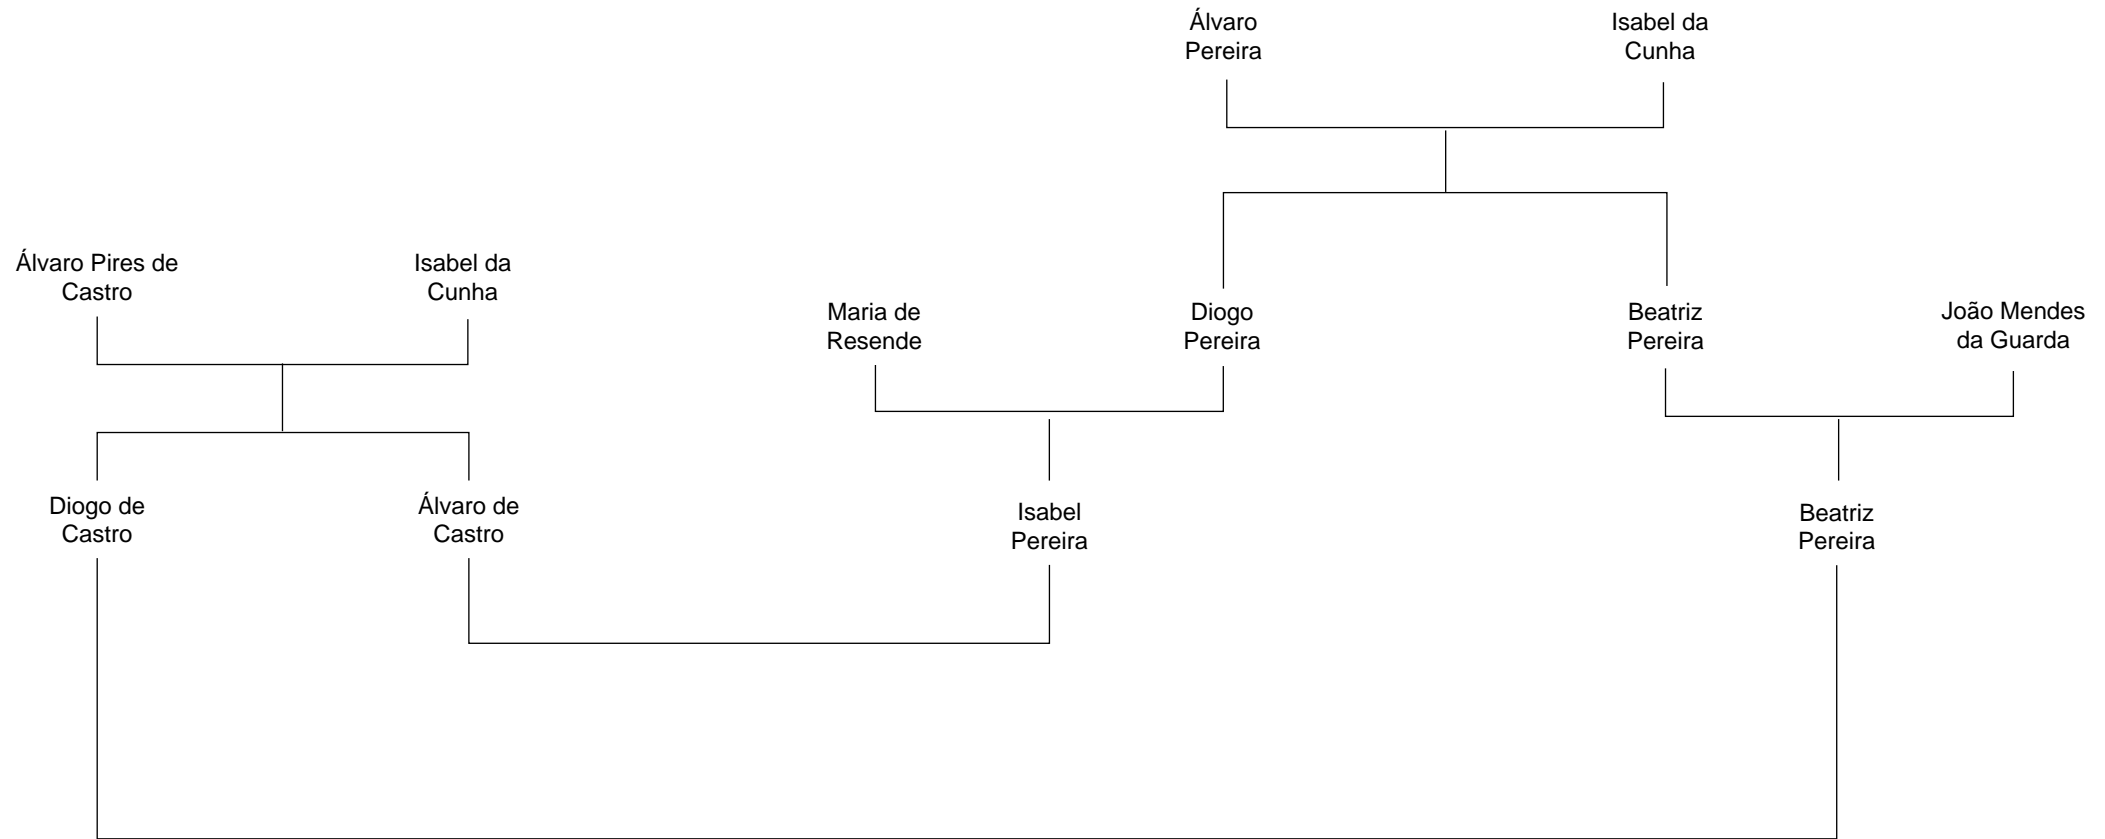 Álvaro
Pereira
Isabel da
Cunha
Álvaro Pires de
Castro
Isabel da
Cunha
Maria de
Resende
Diogo
Pereira
Beatriz
Pereira
João Mendes
da Guarda
Diogo de
Castro
Álvaro de
Castro
Isabel
Pereira
Beatriz
Pereira